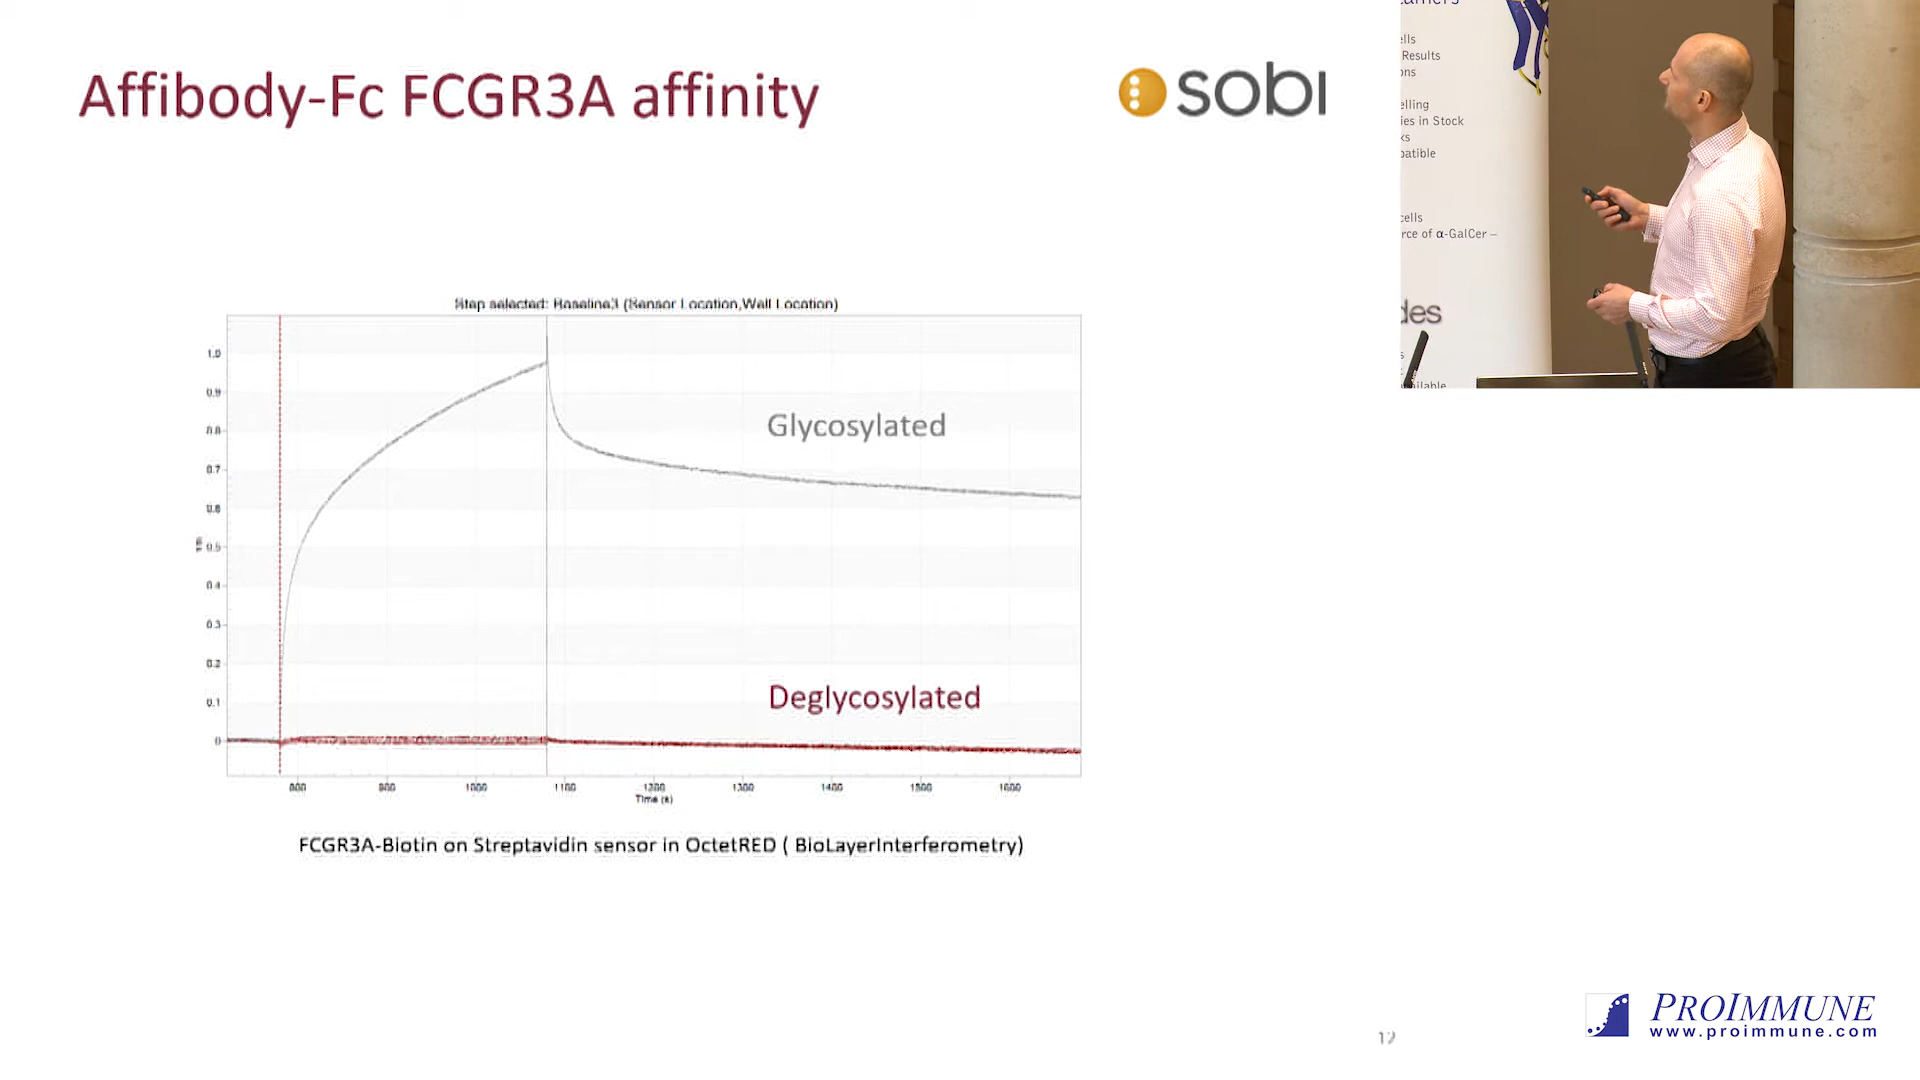 Affibody-Fc FCGR3A affinity
sobi
Step selected: Baseline3 (Sensor Location,Well Location)
1.0
0.9
0.8
0.7
0.6
0.5
0.4
0.3
0.2
0.1
0
Glycosylated
Deglycosylated
800
900
1000
1100
1200
1300
1400
1500
1600
Time (s)
FCGR3A-Biotin on Streptavidin sensor in OctetRED ( BioLayerInterferometry)
12
PROIMMUNE
www.proimmune.com
Results
elling
ies in Stock
cells
rce of α-GalCer –
des